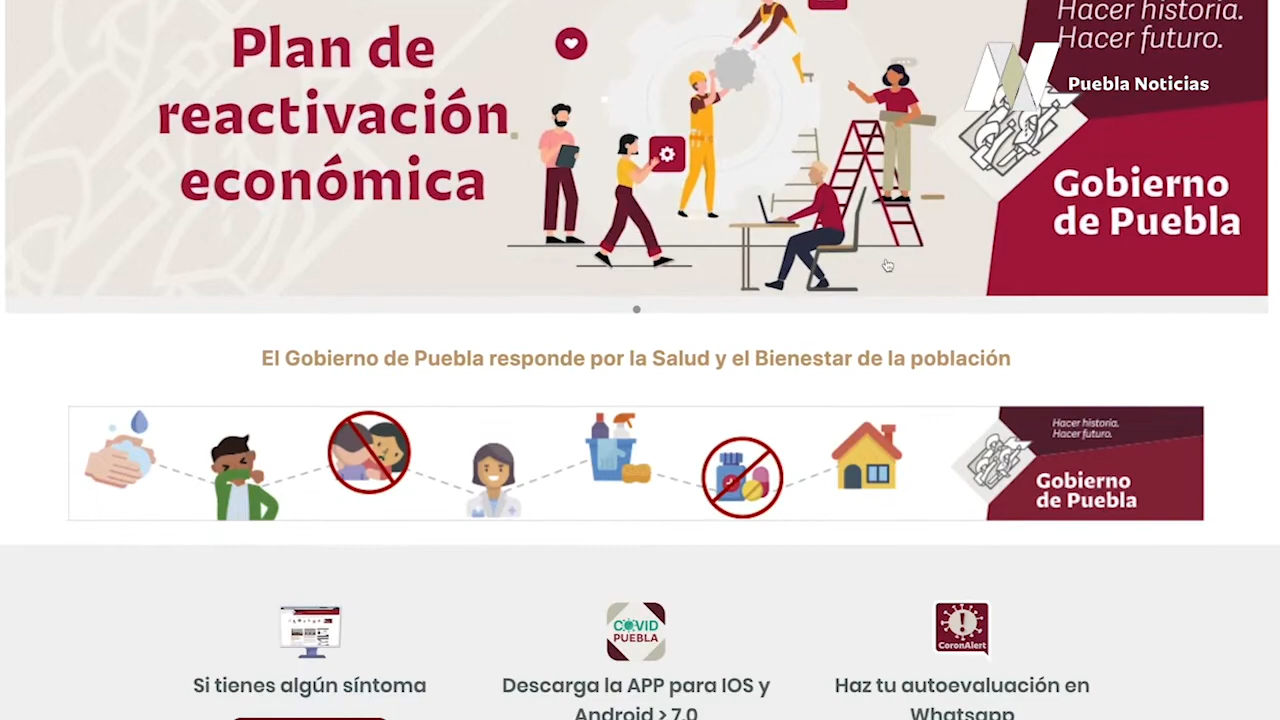 Plan de
reactivación
económica
Hacer historia.
Hacer futuro.
Puebla Noticias
Gobierno
de Puebla
El Gobierno de Puebla responde por la Salud y el Bienestar de la población
Hacer historia.
Hacer futuro.
Gobierno
de Puebla
COVID
PUEBLA
CoronAlert
Si tienes algún síntoma
Descarga la APP para IOS y
Android > 7.0
Haz tu autoevaluación en
Whatsapp